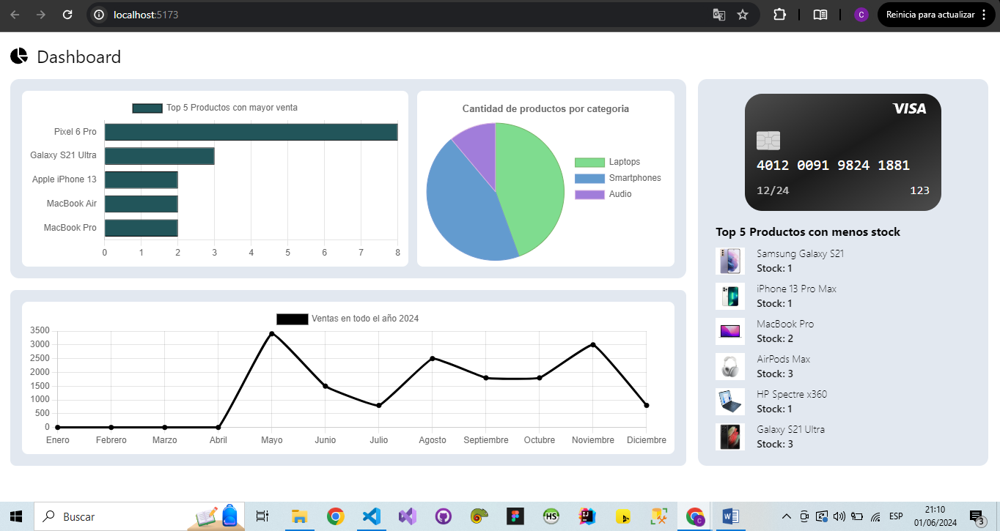 localhost:5173
C
Reinicia para actualizar
Dashboard
Top 5 Productos con mayor venta
Pixel 6 Pro
Galaxy S21 Ultra
Apple iPhone 13
MacBook Air
MacBook Pro
0 1 2 3 4 5 6 7 8
Cantidad de productos por categoria
Laptops
Smartphones
Audio
Ventas en todo el año 2024
3500
3000
2500
2000
1500
1000
500
0
Enero Febrero Marzo Abril Mayo Junio Julio Agosto Septiembre Octubre Noviembre Diciembre
VISA
4012 0091 9824 1881
12/24 123
Top 5 Productos con menos stock
Samsung Galaxy S21
Stock: 1
iPhone 13 Pro Max
Stock: 1
MacBook Pro
Stock: 2
AirPods Max
Stock: 3
HP Spectre x360
Stock: 1
Galaxy S21 Ultra
Stock: 3
Buscar
HS
IJ
C
W
ESP
21:10
01/06/2024
3